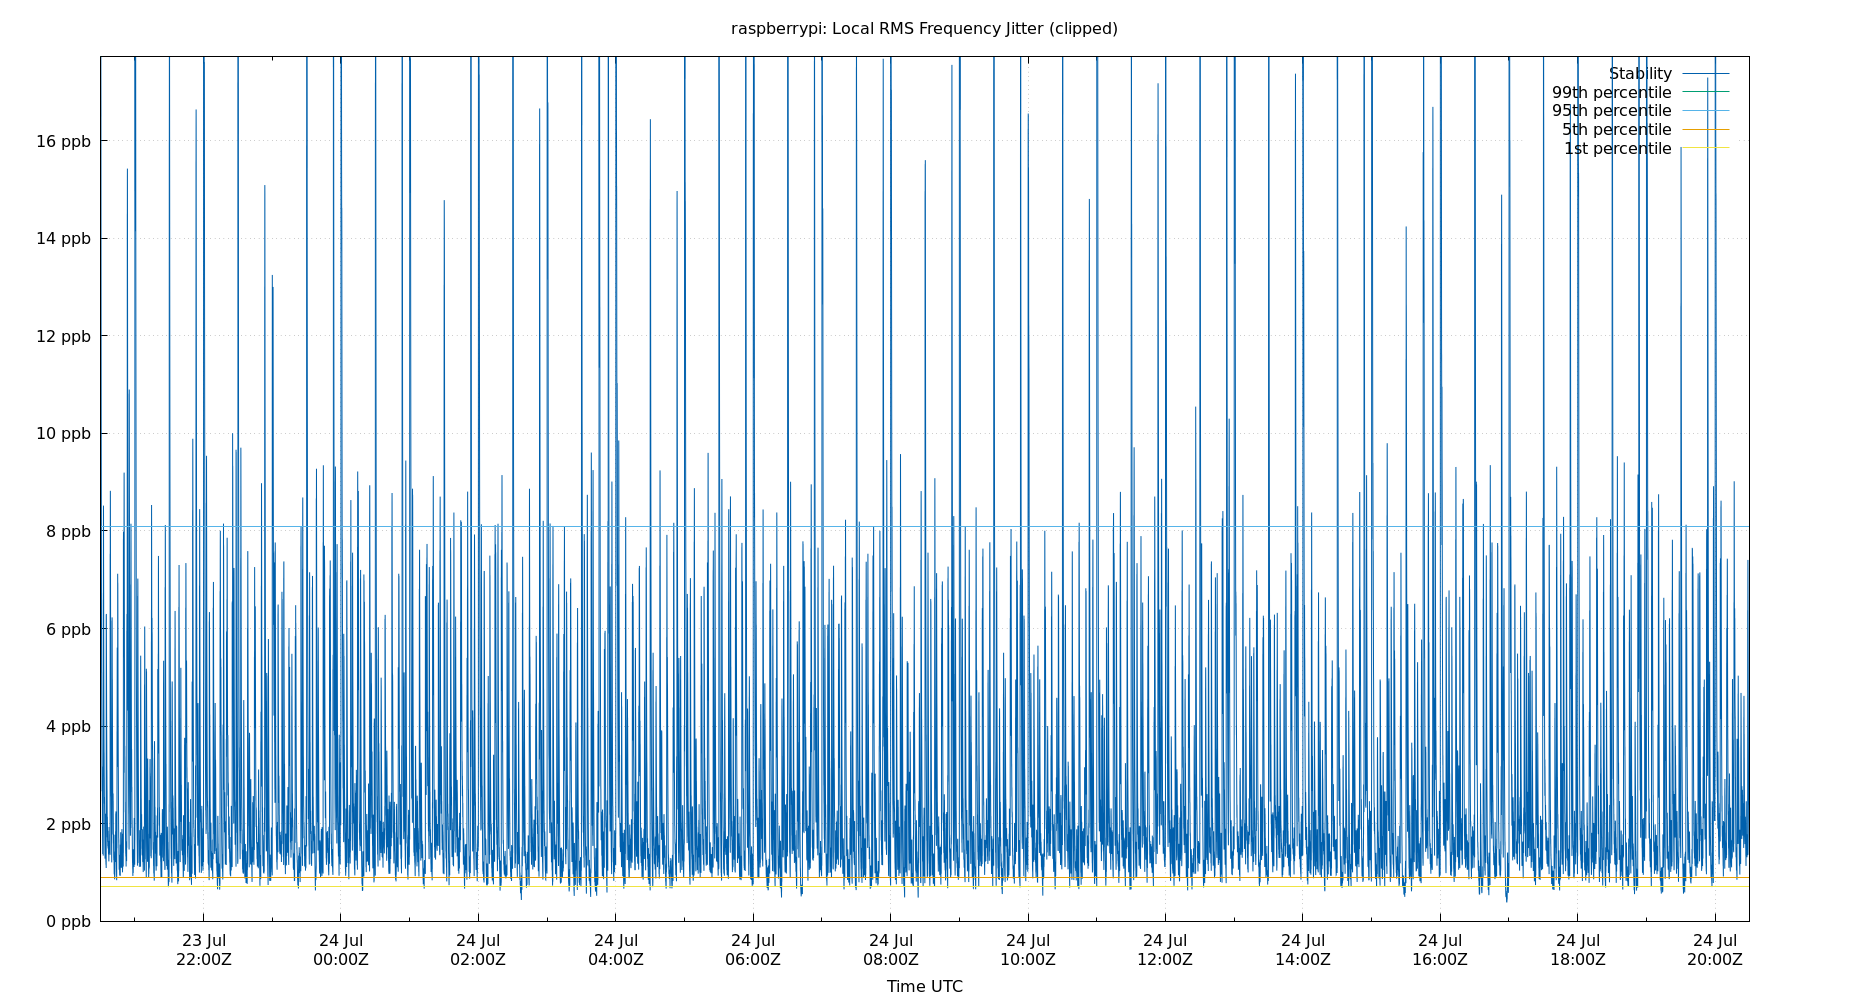 raspberrypi: Local RMS Frequency Jitter (clipped)
Stability
99th percentile
95th percentile
5th percentile
1st percentile
16 ppb
14 ppb
12 ppb
10 ppb
8 ppb
6 ppb
4 ppb
2 ppb
0 ppb
23 Jul 24 Jul 24 Jul 24 Jul 24 Jul 24 Jul 24 Jul 24 Jul 24 Jul 24 Jul 24 Jul 24 Jul
22:00Z 00:00Z 02:00Z 04:00Z 06:00Z 08:00Z 10:00Z 12:00Z 14:00Z 16:00Z 18:00Z 20:00Z
Time UTC